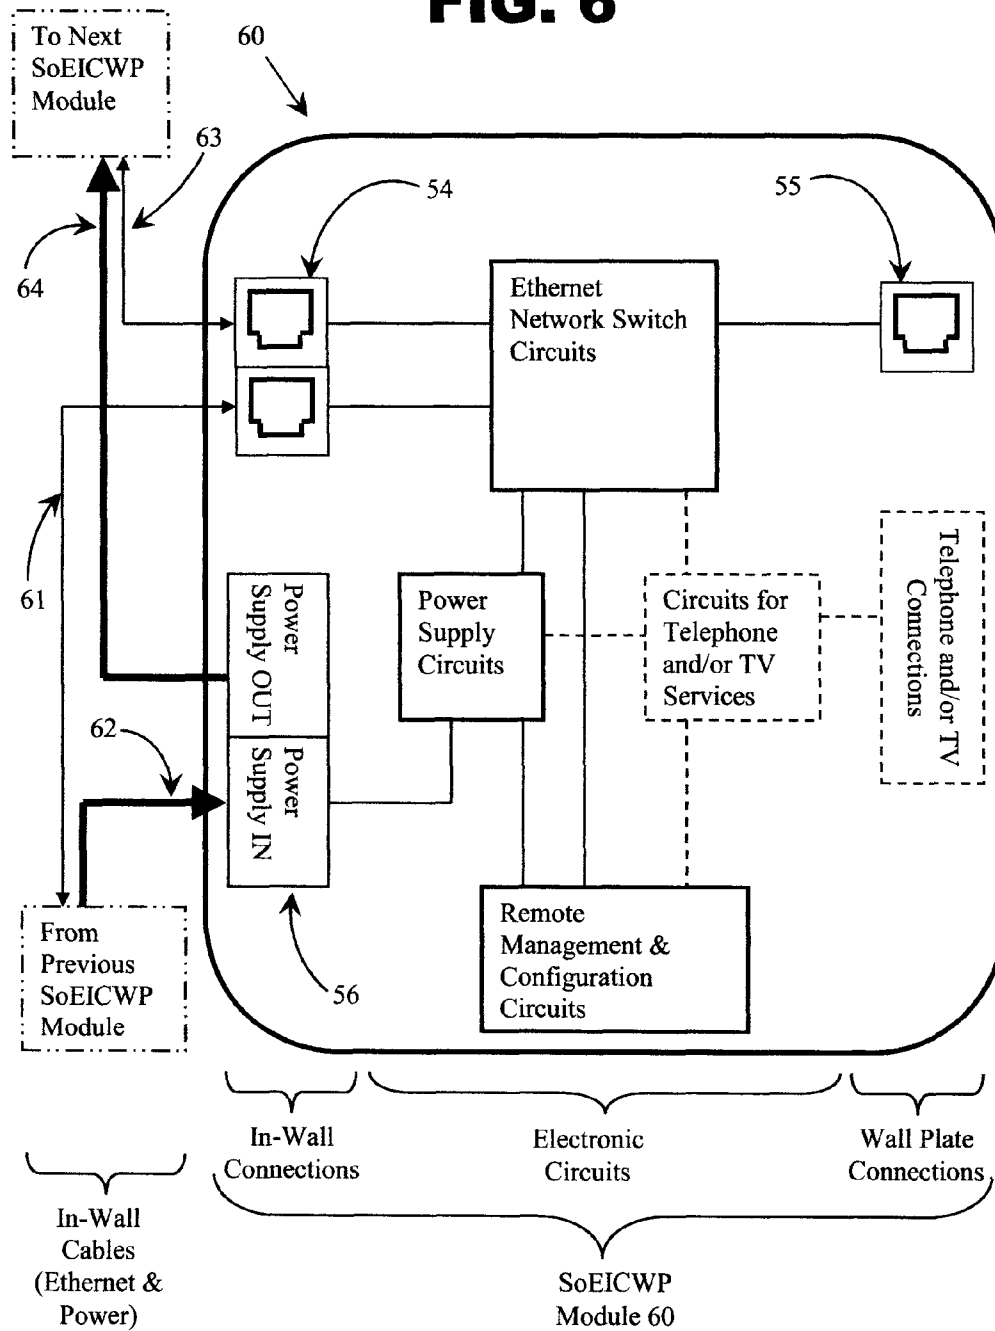 FIG. 6
To Next
SoEICWP
Module
60
63
54
55
64
Ethernet
Network Switch
Circuits
61
Power
Supply OUT
Power
Supply Circuits
Circuits for
Telephone
and/or TV
Services
Telephone and/or TV
Connections
62
Power
Supply IN
From
Previous
SoEICWP
Module
56
Remote
Management &
Configuration
Circuits
In-Wall
Connections
Electronic
Circuits
Wall Plate
Connections
In-Wall
Cables
(Ethernet &
Power)
SoEICWP
Module 60